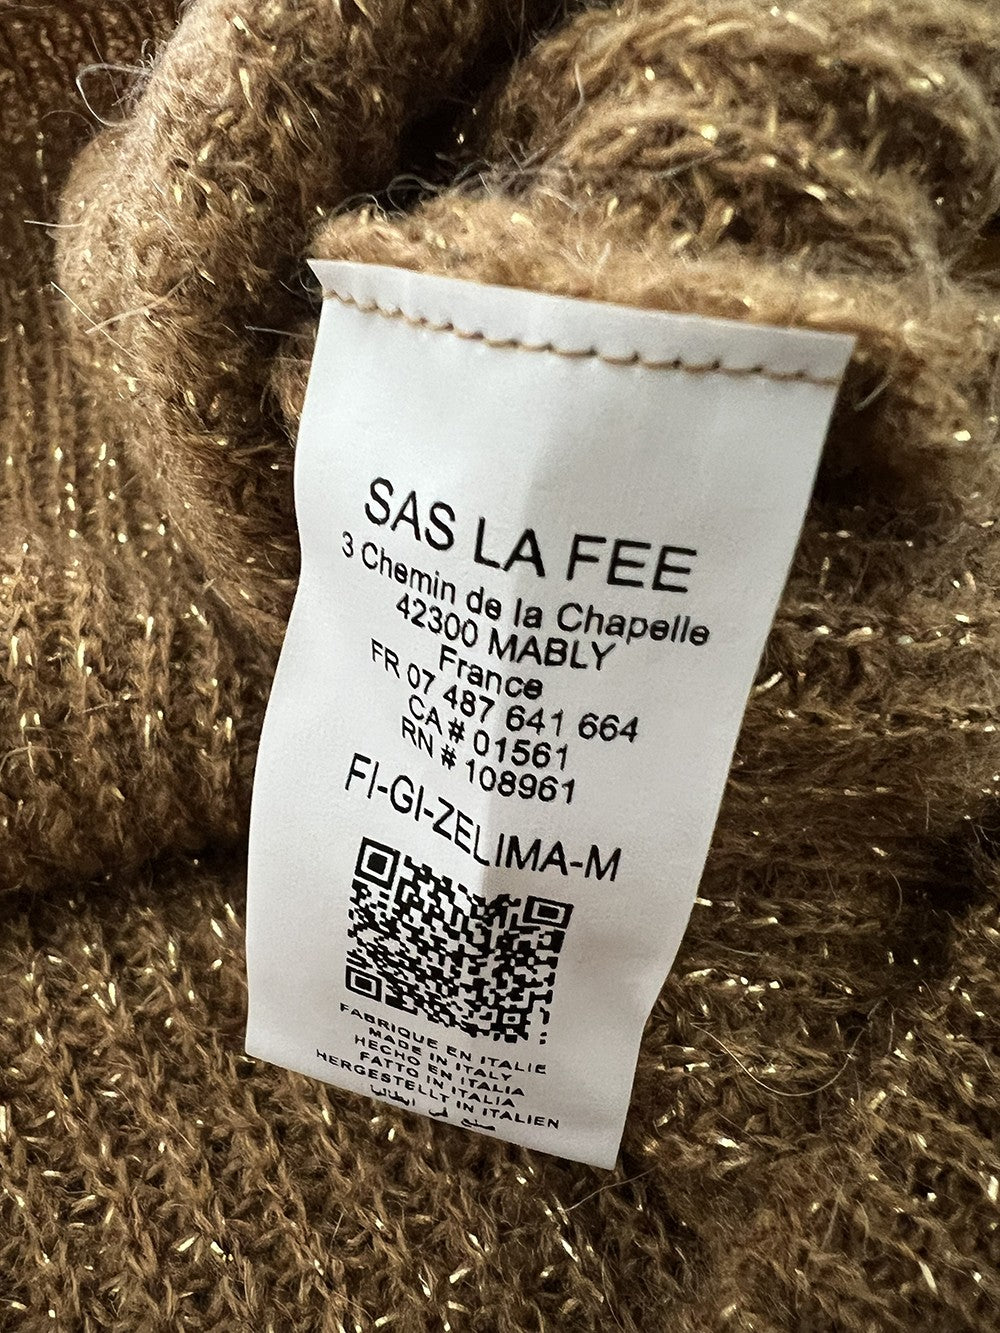 SAS LA FEE
3 Chemin de la Chapelle
42300 MABLY
France
FR 07 487 641 664
CA # 01561
RN # 108961
FI-GI-ZELIMA-M
FABRIQUE EN ITALIE
MADE IN ITALY
HECHO EN ITALIA
FATTO IN ITALIA
HERGESTELLT IN ITALIEN
صنع في ايطاليا